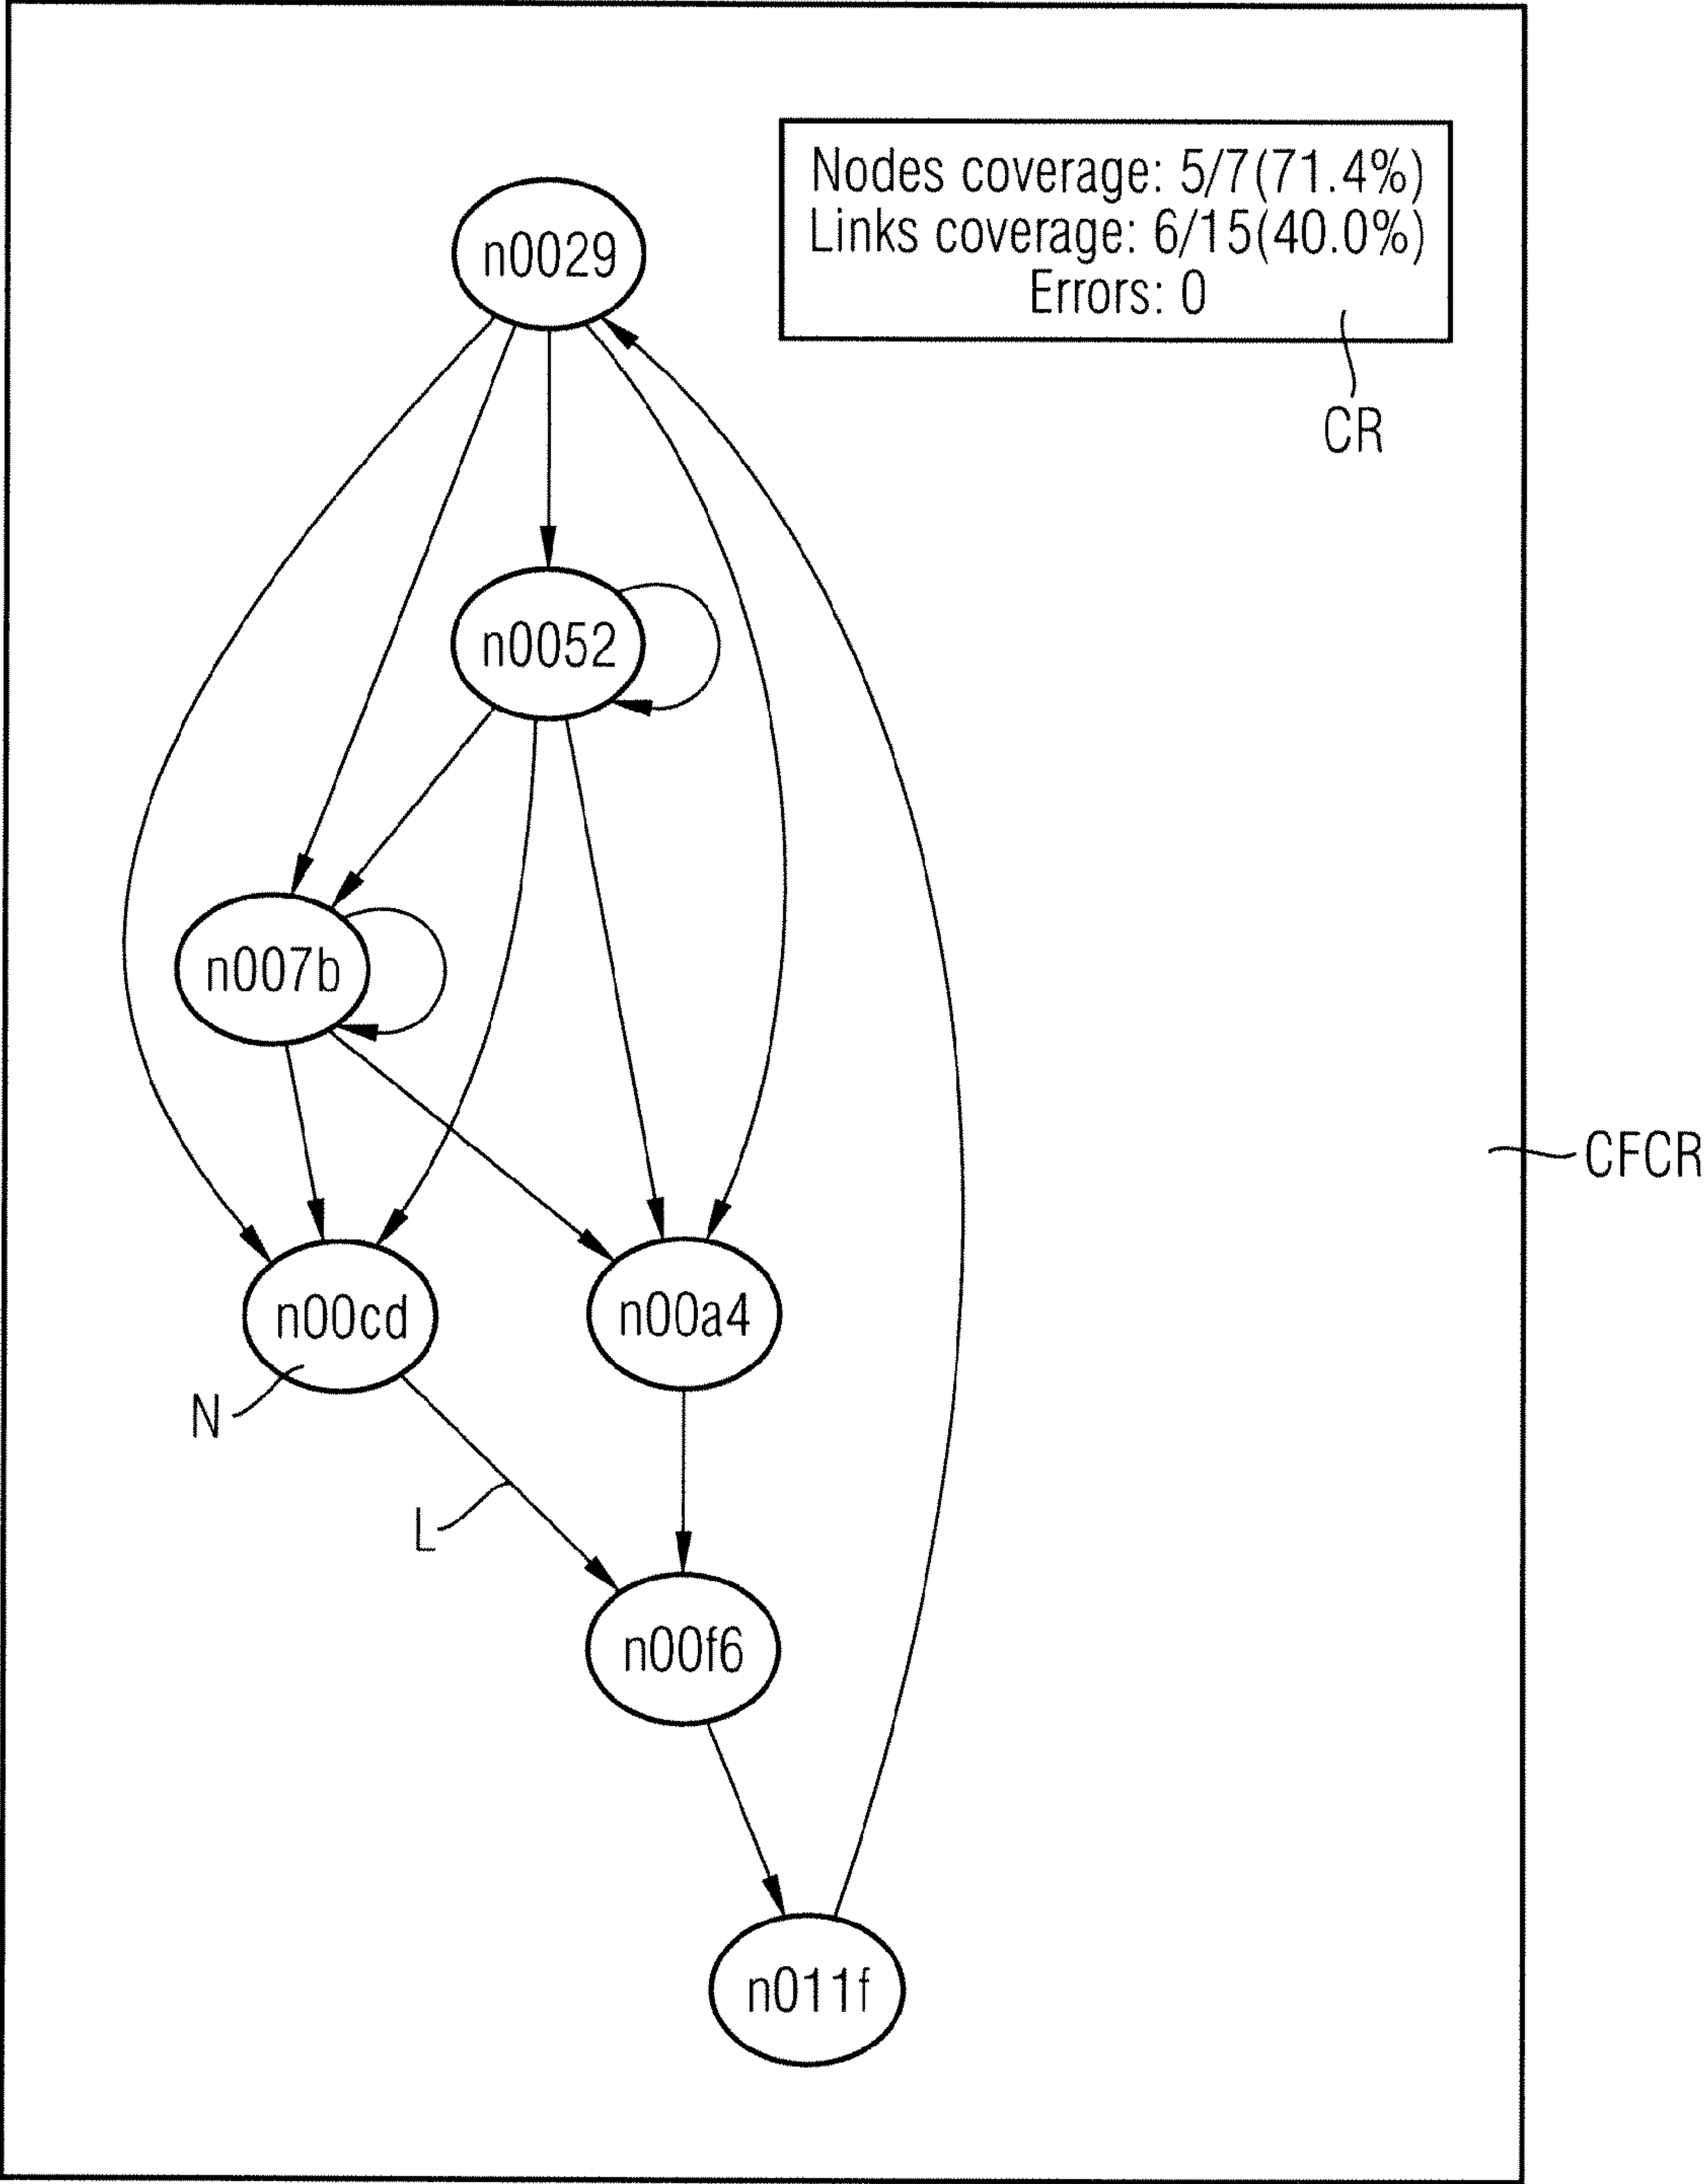 Nodes coverage: 5/7(71.4%)
Links coverage: 6/15(40.0%)
Errors: 0
CR
n0029
n0052
n007b
CFCR
n00cd
n00a4
N
L
n00f6
n011f